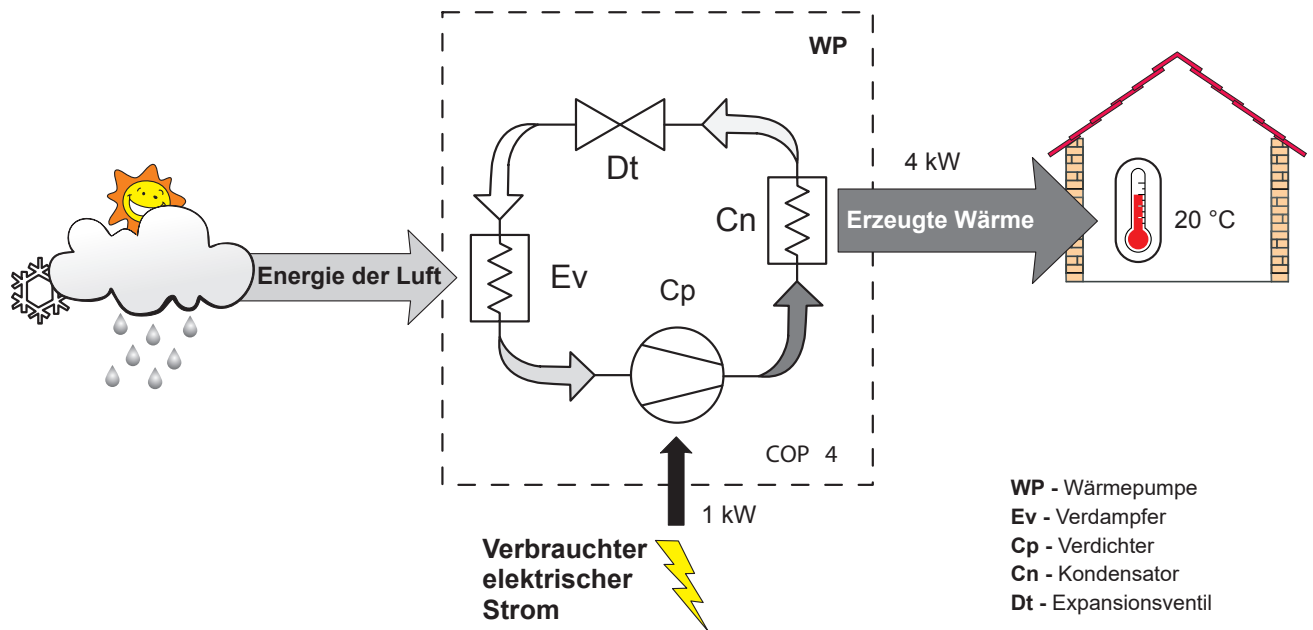 WP
Dt
4 kW
Cn
Erzeugte Wärme
20 °C
Energie der Luft
Ev
Cp
COP 4
1 kW
Verbrauchter
elektrischer
Strom
WP - Wärmepumpe
Ev - Verdampfer
Cp - Verdichter
Cn - Kondensator
Dt - Expansionsventil